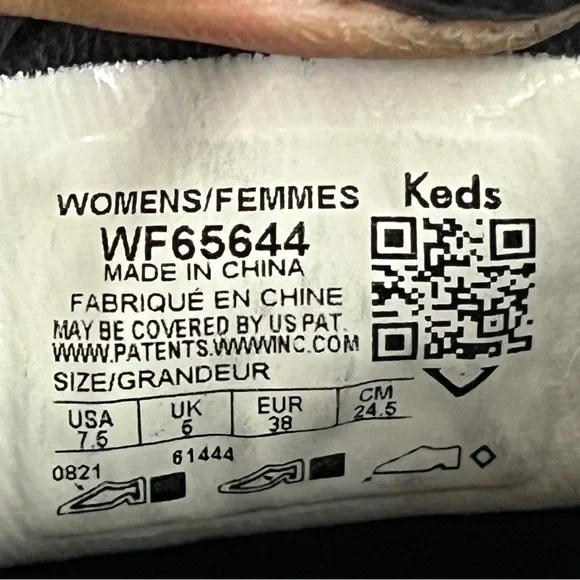 WOMENS/FEMMES Keds
WF65644
MADE IN CHINA
FABRIQUÉ EN CHINE
MAY BE COVERED BY US PAT.
WWW.PATENTS.WWWINC.COM
SIZE/GRANDEUR
USA UK EUR CM
7.5 5 38 24.5
0821 61444